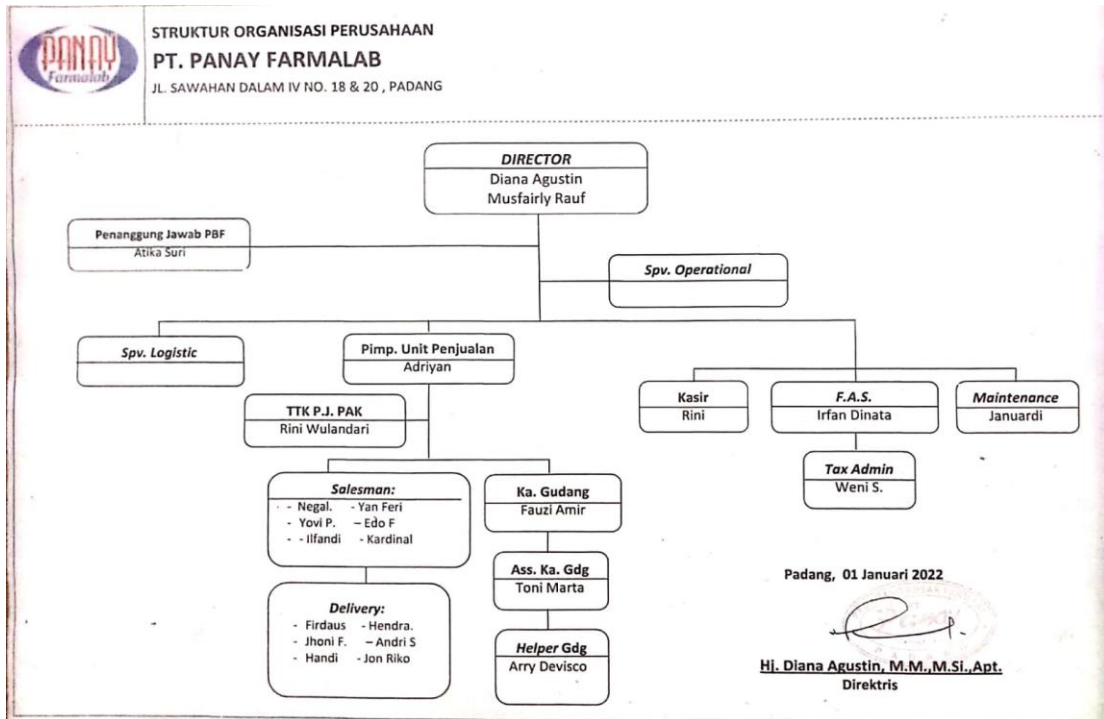 PANAY
Farmalab
STRUKTUR ORGANISASI PERUSAHAAN
PT. PANAY FARMALAB
JL. SAWAHAN DALAM IV NO. 18 & 20 , PADANG
DIRECTOR
Diana Agustin
Musfairly Rauf
Penanggung Jawab PBF
Atika Suri
Spv. Operational
Spv. Logistic
Pimp. Unit Penjualan
Adriyan
Kasir
Rini
F.A.S.
Irfan Dinata
Maintenance
Januardi
TTK P.J. PAK
Rini Wulandari
Tax Admin
Weni S.
Salesman:
- Negal. - Yan Feri
- Yovi P. – Edo F
- - Ilfandi - Kardinal
Ka. Gudang
Fauzi Amir
Ass. Ka. Gdg
Toni Marta
Delivery:
- Firdaus - Hendra.
- Jhoni F. – Andri S
- Handi - Jon Riko
Helper Gdg
Arry Devisco
Padang, 01 Januari 2022
Panay
Hj. Diana Agustin, M.M.,M.Si.,Apt.
Direktris